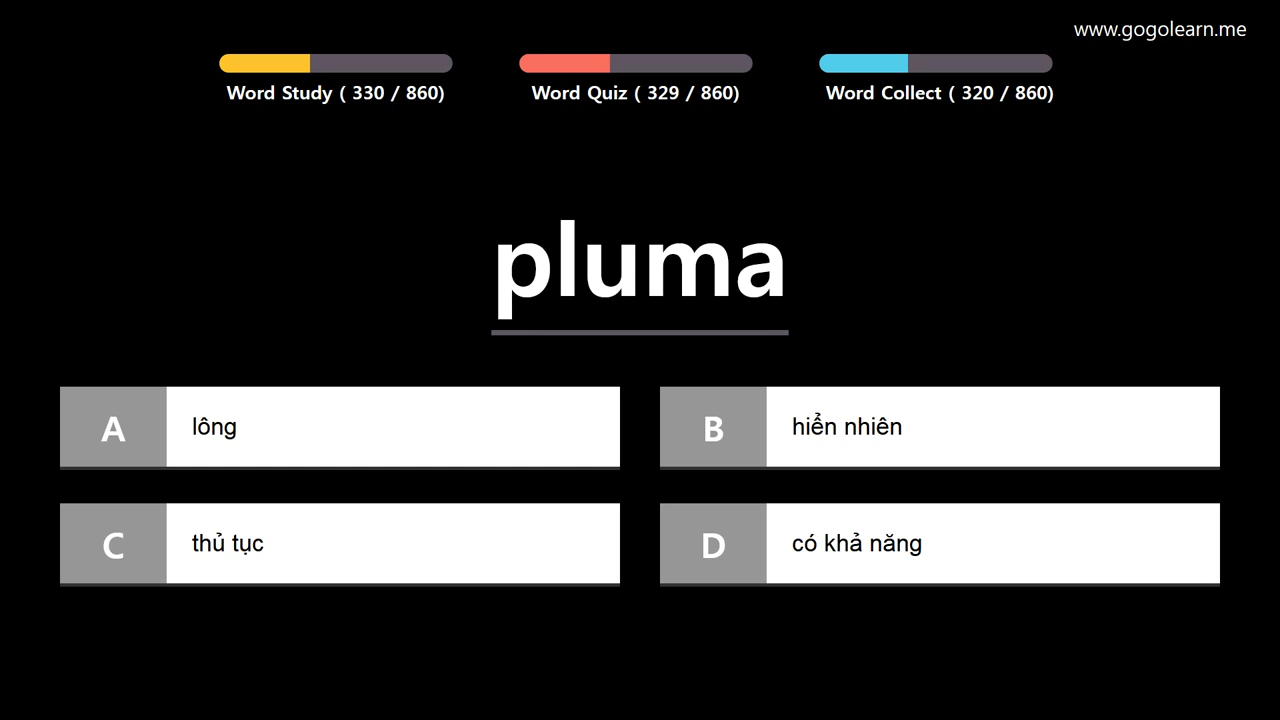 www.gogolearn.me
Word Study ( 330 / 860)
Word Quiz ( 329 / 860)
Word Collect ( 320 / 860)
pluma
A lông
B hiển nhiên
C thủ tục
D có khả năng